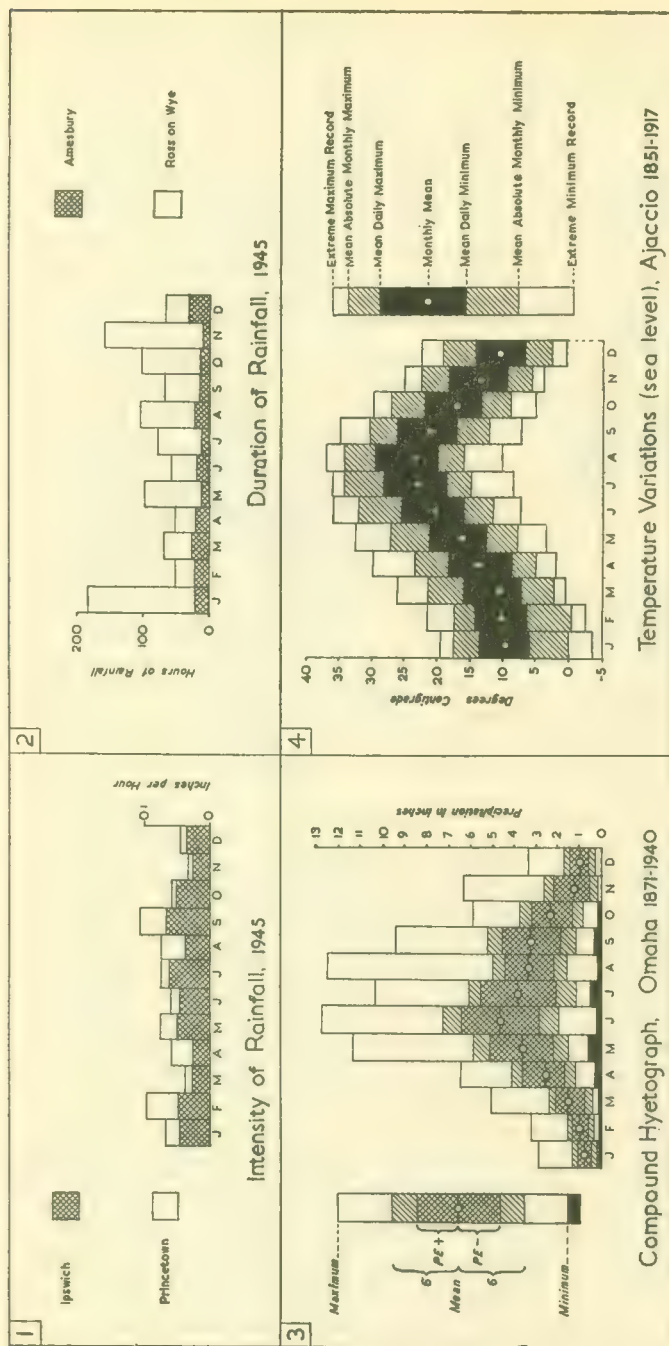 1
Ipswich
Princetown
Inches per Hour
0·1
0
J F M A M J J A S O N D
Intensity of Rainfall, 1945
2
Amesbury
Ross on Wye
Hours of Rainfall
200
100
0
J F M A M J J A S O N D
Duration of Rainfall, 1945
3
Maximum
6
PE+
Mean
PE−
6
Minimum
Precipitation in Inches
13
12
11
10
9
8
7
6
5
4
3
2
1
0
J F M A M J J A S O N D
Compound Hyetograph, Omaha 1871-1940
4
Degrees Centigrade
40
35
30
25
20
15
10
5
0
-5
J F M A M J J A S O N D
Extreme Maximum Record
Mean Absolute Monthly Maximum
Mean Daily Maximum
Monthly Mean
Mean Daily Minimum
Mean Absolute Monthly Minimum
Extreme Minimum Record
Temperature Variations (sea level), Ajaccio 1851-1917